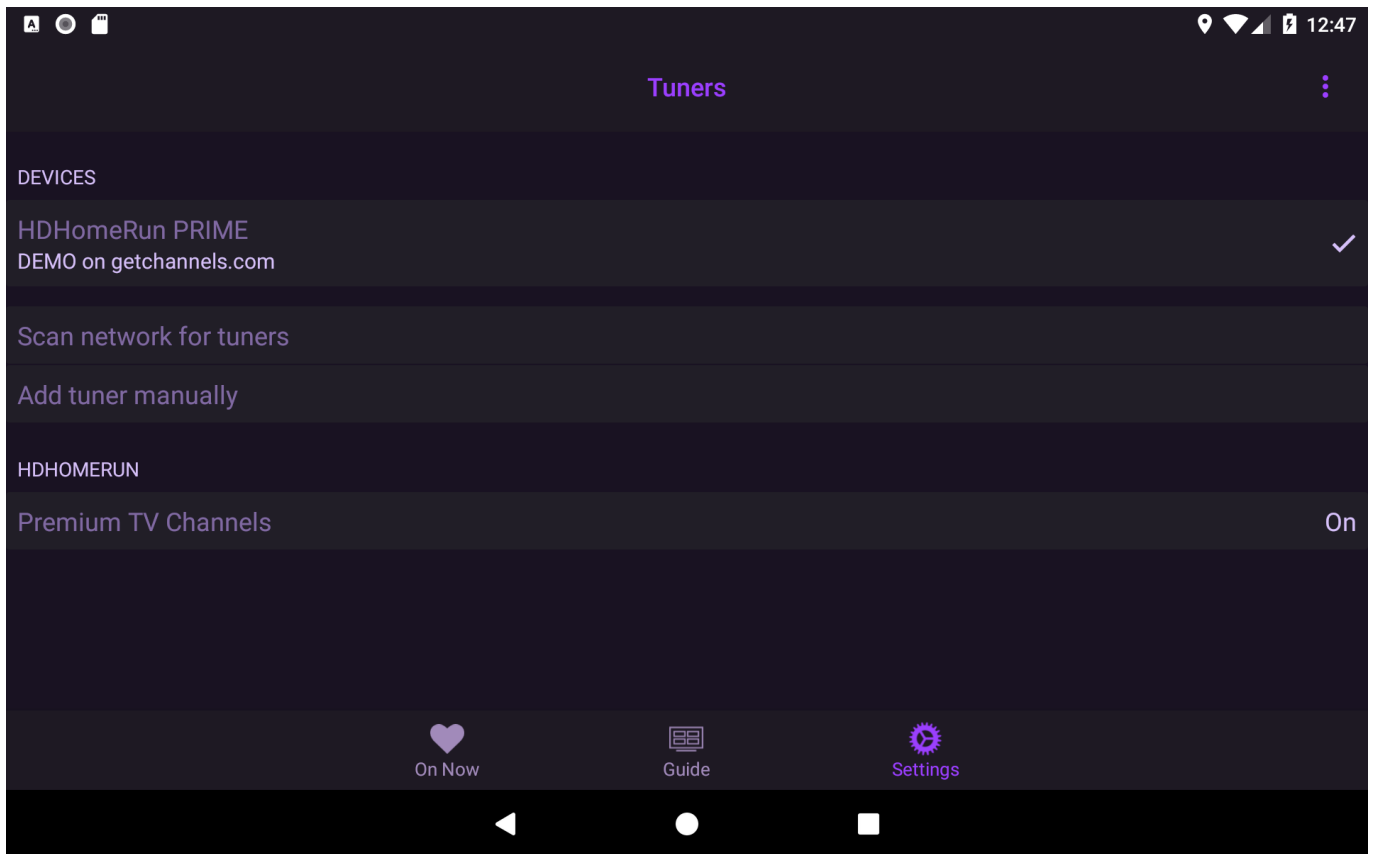 12:47
Tuners
DEVICES
HDHomeRun PRIME
DEMO on getchannels.com
Scan network for tuners
Add tuner manually
HDHOMERUN
Premium TV Channels
On
On Now
Guide
Settings